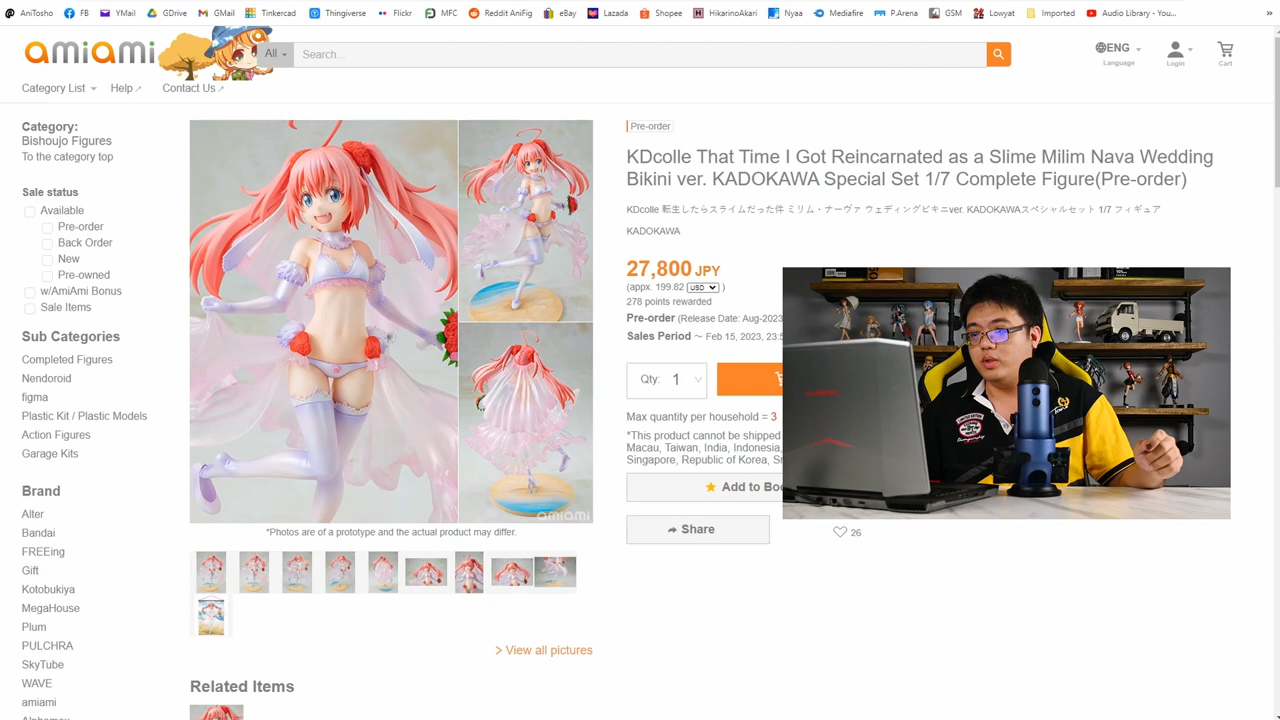 AniTosho
FB
YMail
GDrive
GMail
Tinkercad
Thingiverse
Flickr
MFC
Reddit AniFig
eBay
Lazada
Shopee
HikarinoAkari
Nyaa
Mediafire
P.Arena
GSM
Lowyat
Imported
Audio Library - You...
»
amiami
All
Search...
ENG
Language
Login
Cart
Category List
Help
Contact Us
Category:
Bishoujo Figures
To the category top
Sale status
Available
Pre-order
Back Order
New
Pre-owned
w/AmiAmi Bonus
Sale Items
Sub Categories
Completed Figures
Nendoroid
figma
Plastic Kit / Plastic Models
Action Figures
Garage Kits
Brand
Alter
Bandai
FREEing
Gift
Kotobukiya
MegaHouse
Plum
PULCHRA
SkyTube
WAVE
amiami
amiami
*Photos are of a prototype and the actual product may differ.
> View all pictures
Related Items
Pre-order
KDcolle That Time I Got Reincarnated as a Slime Milim Nava Wedding
Bikini ver. KADOKAWA Special Set 1/7 Complete Figure(Pre-order)
KDcolle 転生したらスライムだった件 ミリム・ナーヴァ ウェディングビキニver. KADOKAWAスペシャルセット 1/7 フィギュア
KADOKAWA
27,800 JPY
(appx. 199.82 USD )
278 points rewarded
Pre-order (Release Date: Aug-2023
Sales Period ～ Feb 15, 2023, 23:5
Qty: 1
Max quantity per household = 3
*This product cannot be shipped
Macau, Taiwan, India, Indonesia,
Singapore, Republic of Korea, Sr
Add to Boo
Share
26